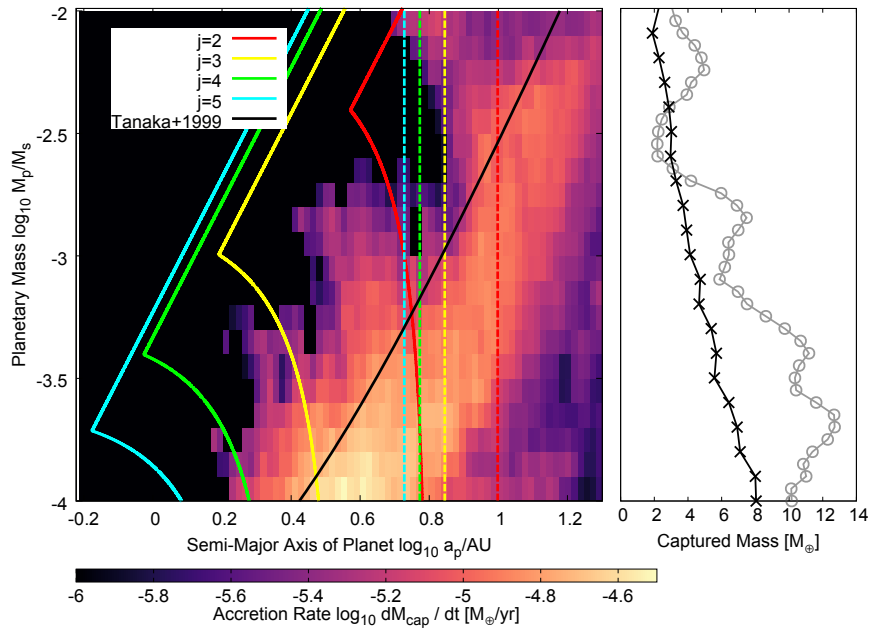 -2
j=2
j=3
j=4
j=5
Tanaka+1999
-2.5
-3
-3.5
-4
Planetary Mass log10 Mp/Ms
-0.2 0 0.2 0.4 0.6 0.8 1 1.2
Semi-Major Axis of Planet log10 ap/AU
0 2 4 6 8 10 12 14
Captured Mass [M⊕]
-6 -5.8 -5.6 -5.4 -5.2 -5 -4.8 -4.6
Accretion Rate log10 dMcap / dt [M⊕/yr]